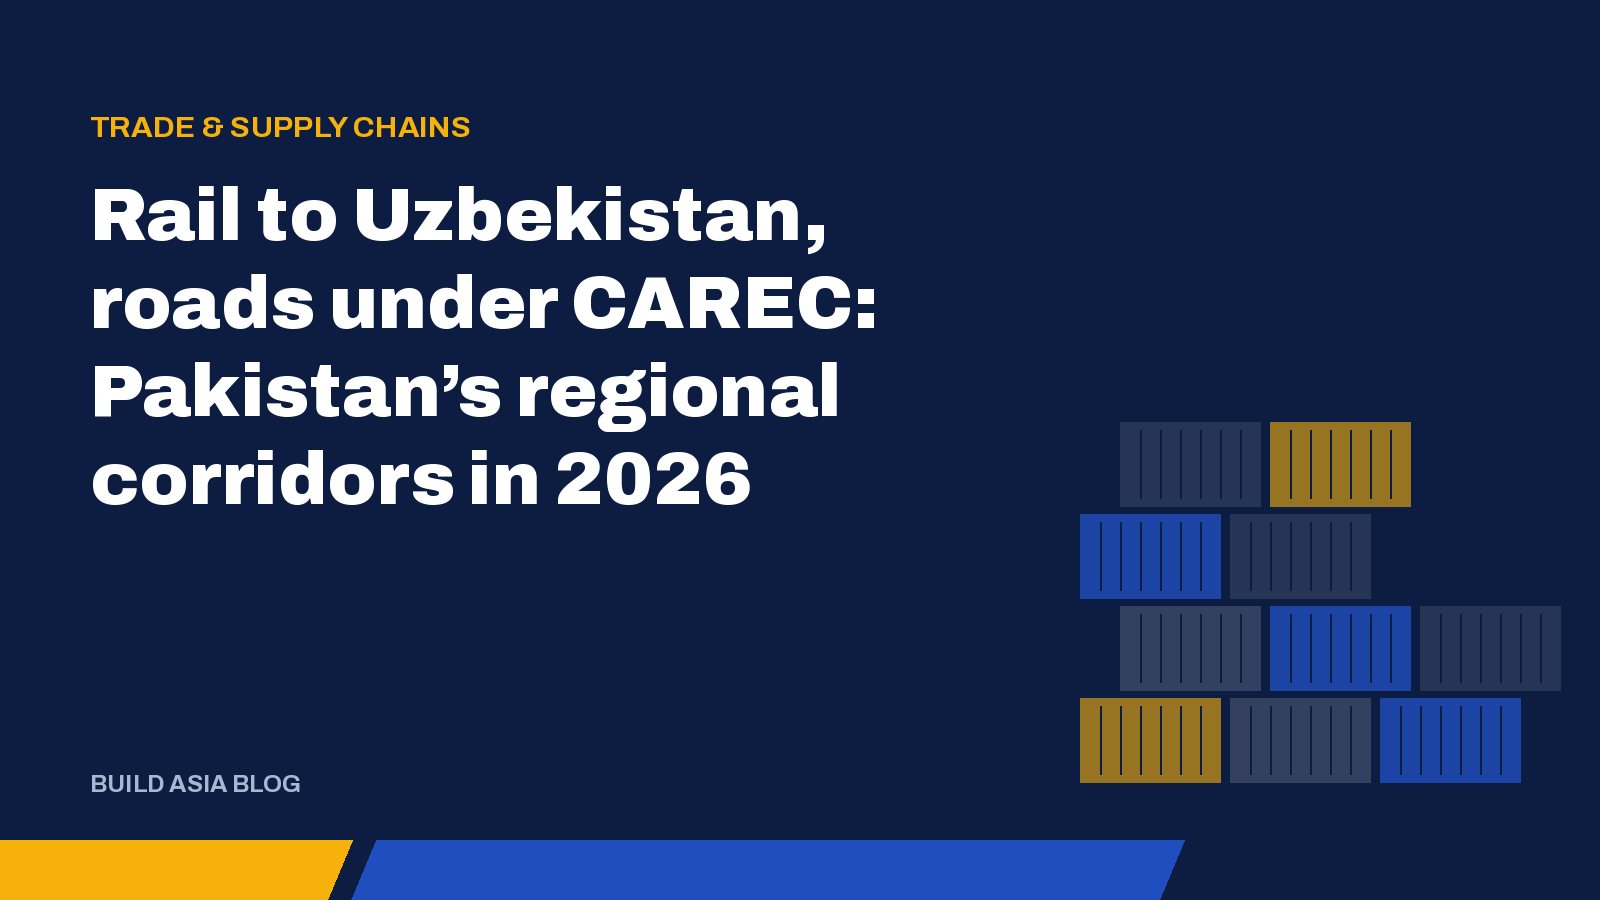 TRADE & SUPPLY CHAINS
Rail to Uzbekistan,
roads under CAREC:
Pakistan’s regional
corridors in 2026
BUILD ASIA BLOG